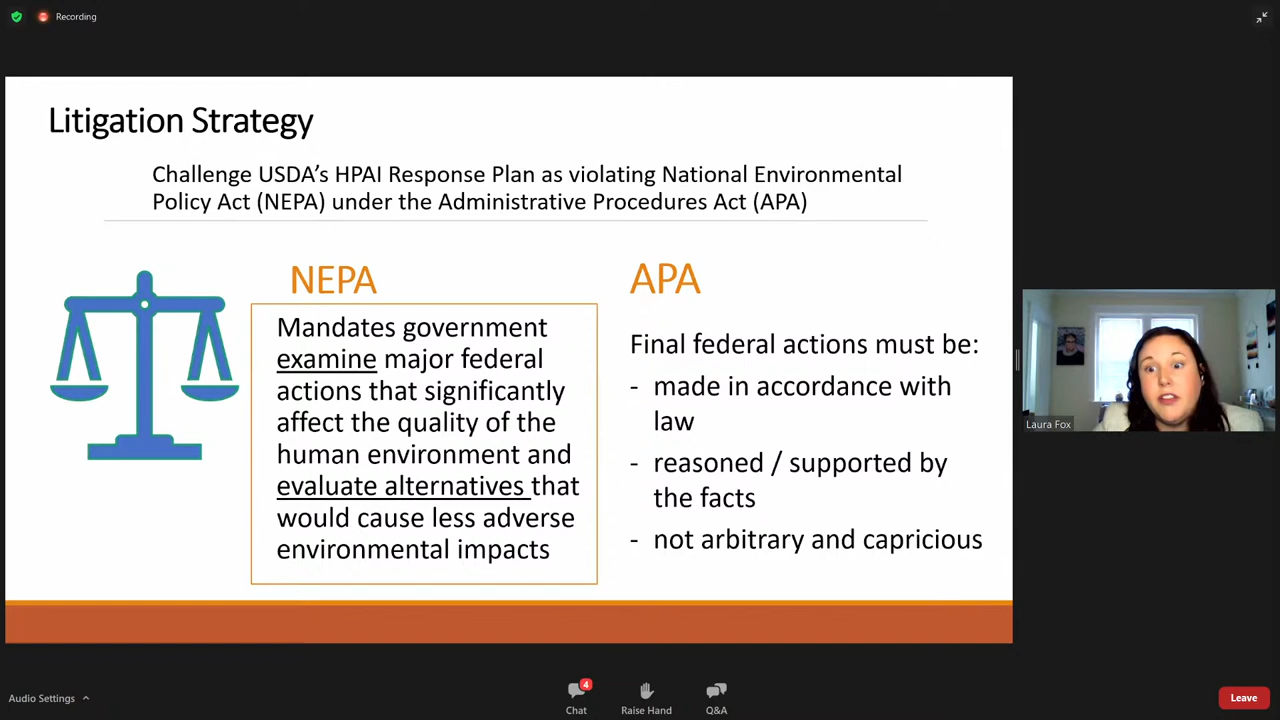 Recording
Litigation Strategy
Challenge USDA's HPAI Response Plan as violating National Environmental
Policy Act (NEPA) under the Administrative Procedures Act (APA)
NEPA
Mandates government
examine major federal
actions that significantly
affect the quality of the
human environment and
evaluate alternatives that
would cause less adverse
environmental impacts
APA
Final federal actions must be:
- made in accordance with
law
- reasoned / supported by
the facts
- not arbitrary and capricious
Laura Fox
Audio Settings
4
Chat
Raise Hand
Q&A
Leave